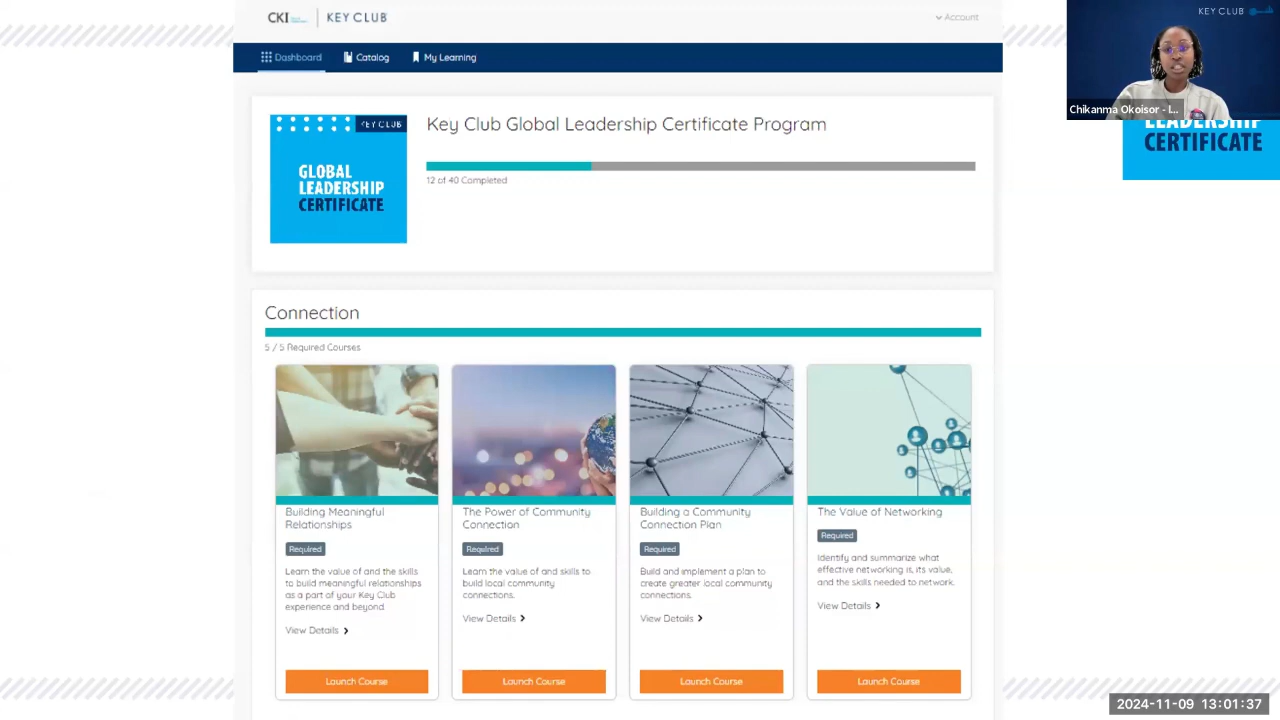 CKI | KEY CLUB
Account
Dashboard
Catalog
My Learning
KEY CLUB
Chikanma Okoisor - I...
LEADERSHIP
CERTIFICATE
KEY CLUB
GLOBAL
LEADERSHIP
CERTIFICATE
Key Club Global Leadership Certificate Program
12 of 40 Completed
Connection
5 / 5 Required Courses
Building Meaningful
Relationships
Required
Learn the value of and the skills
to build meaningful relationships
as a part of your Key Club
experience and beyond.
View Details
Launch Course
The Power of Community
Connection
Required
Learn the value of and skills to
build local community
connections.
View Details
Launch Course
Building a Community
Connection Plan
Required
Build and implement a plan to
create greater local community
connections.
View Details
Launch Course
The Value of Networking
Required
Identify and summarize what
effective networking is, its value,
and the skills needed to network.
View Details
Launch Course
2024-11-09 13:01:37